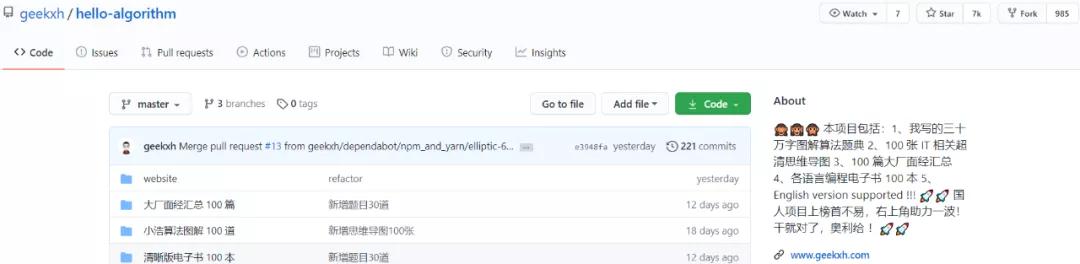 geekxh / hello-algorithm
Watch 7 Star 7k Fork 985
Code Issues Pull requests Actions Projects Wiki Security Insights
master 3 branches 0 tags Go to file Add file Code
About
geekxh Merge pull request #13 from geekxh/dependabot/npm_and_yarn/elliptic-6... e3948fa yesterday 221 commits
website refactor yesterday
大厂面经汇总 100 篇 新增题目30道 12 days ago
小浩算法图解 100 道 新增思维导图100张 18 days ago
清晰版电子书 100 本 新增题目30道 12 days ago
本项目包括：1、我写的三十
万字图解算法题典 2、100 张 IT 相关超
清思维导图 3、100 篇大厂面经汇总
4、各语言编程电子书 100 本 5、
English version supported !!! 🚀🚀 国
人项目上榜首不易，右上角助力一波！
干就对了，奥利给 ！🚀🚀
www.geekxh.com